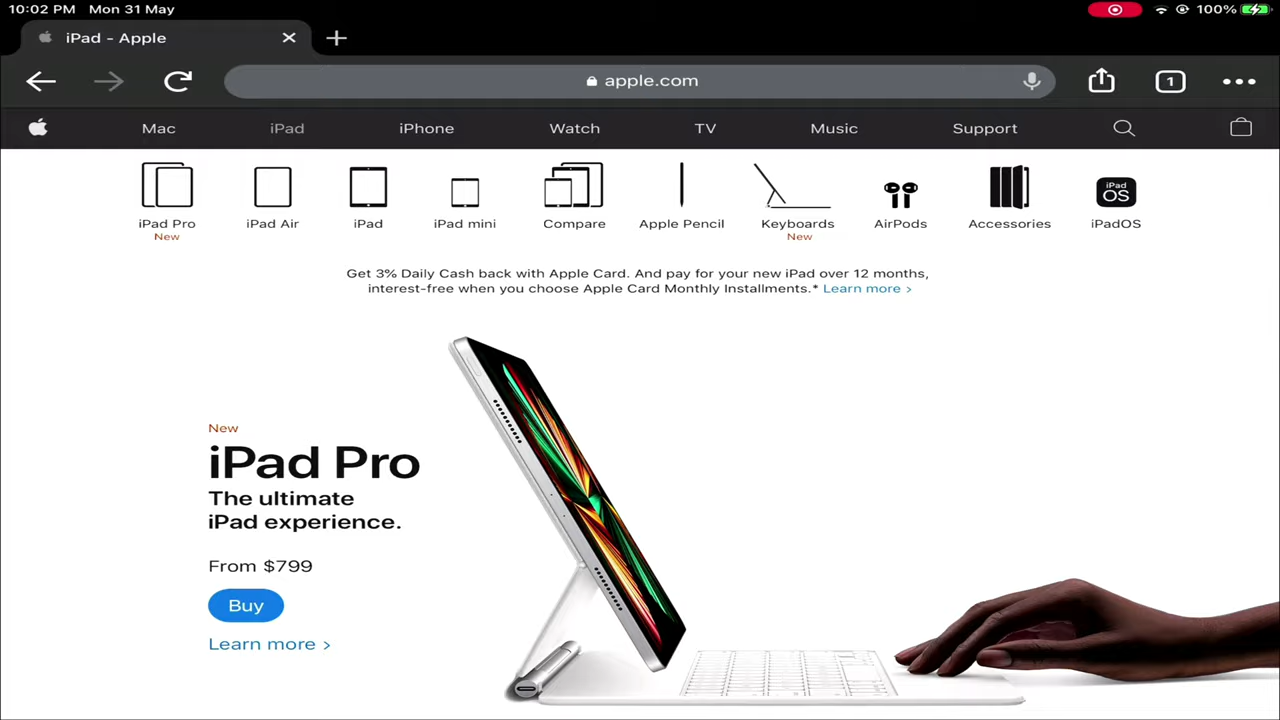 10:02 PM Mon 31 May
100%
iPad - Apple
apple.com
1
Mac iPad iPhone Watch TV Music Support
iPad Pro iPad Air iPad iPad mini Compare Apple Pencil Keyboards AirPods Accessories iPadOS
New New
iPad
OS
Get 3% Daily Cash back with Apple Card. And pay for your new iPad over 12 months,
interest-free when you choose Apple Card Monthly Installments.* Learn more >
New
iPad Pro
The ultimate
iPad experience.
From $799
Buy
Learn more >